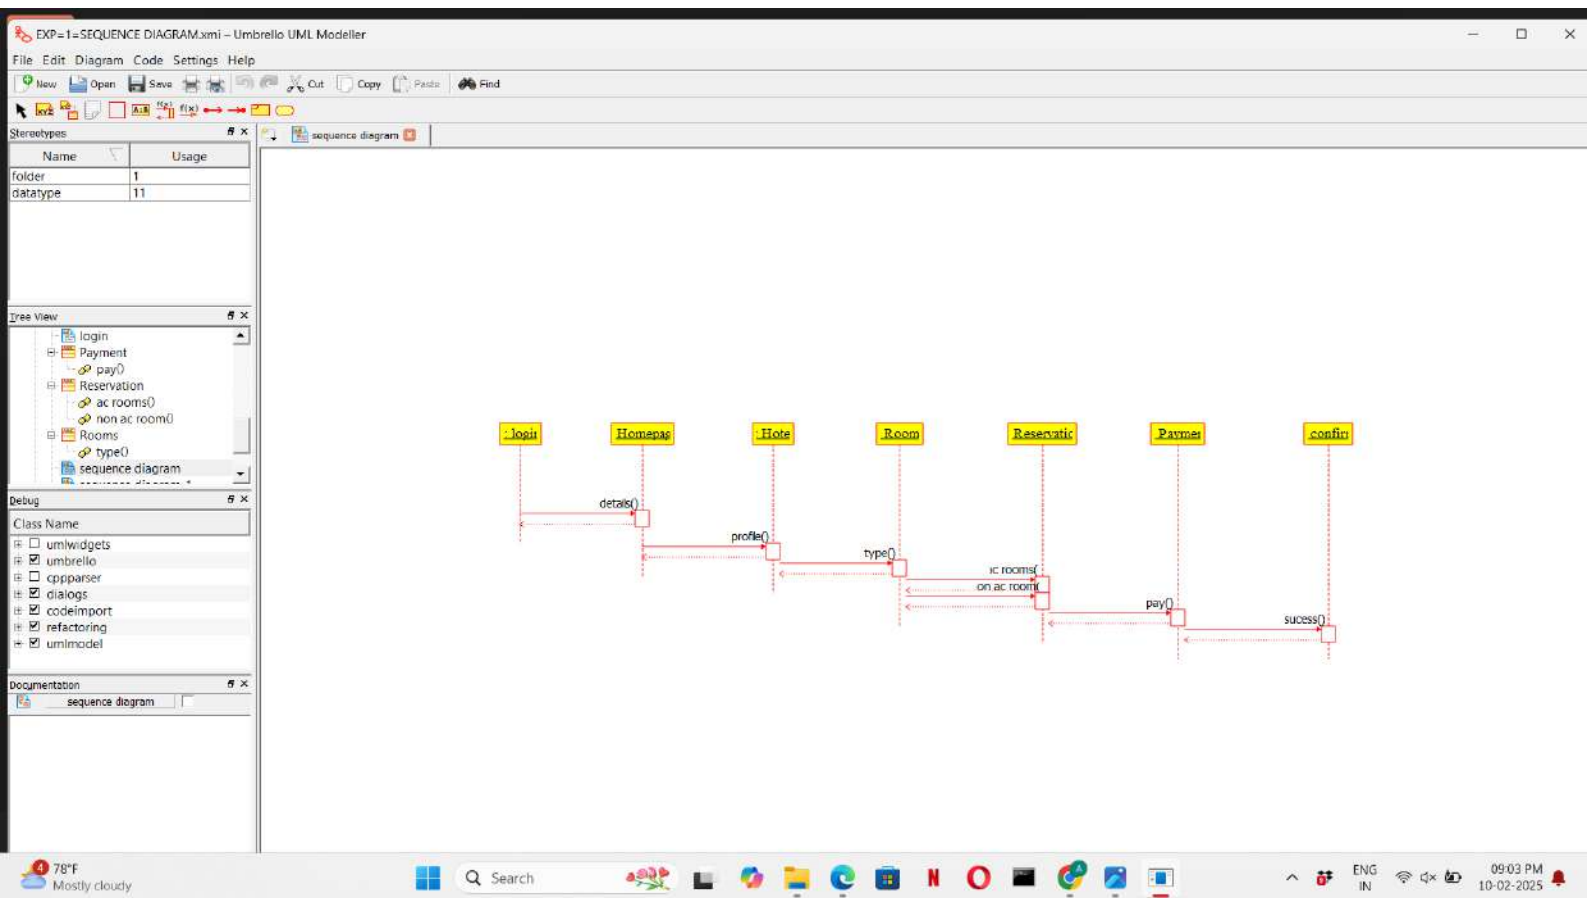 EXP=1=SEQUENCE DIAGRAM.xmi – Umbrello UML Modeller
File Edit Diagram Code Settings Help
New Open Save Cut Copy Paste Find
Stereotypes
sequence diagram
Name Usage
folder 1
datatype 11
Tree View
login
Payment
pay()
Reservation
ac rooms()
non ac room()
Rooms
type()
sequence diagram
Debug
Class Name
umlwidgets
umbrello
cppparser
dialogs
codeimport
refactoring
umlmodel
Documentation
sequence diagram
: login Homepag : Hote Room Reservatic Paymer confirr
details()
profile()
type()
ic rooms(
on ac room(
pay()
sucess()
4
78°F
Mostly cloudy
Search
ENG
IN
09:03 PM
10-02-2025